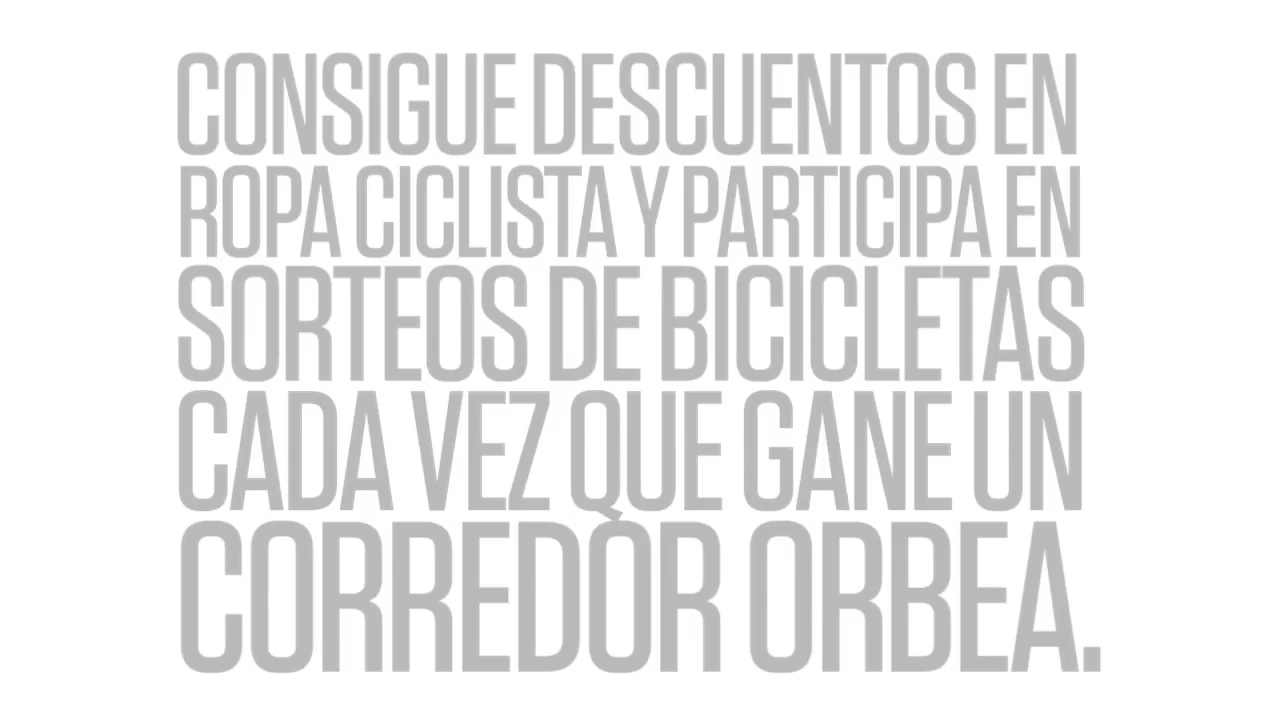 CONSIGUE DESCUENTOS EN
ROPA CICLISTA Y PARTICIPA EN
SORTEOS DE BICICLETAS
CADA VEZ QUE GANE UN
CORREDOR ORBEA.